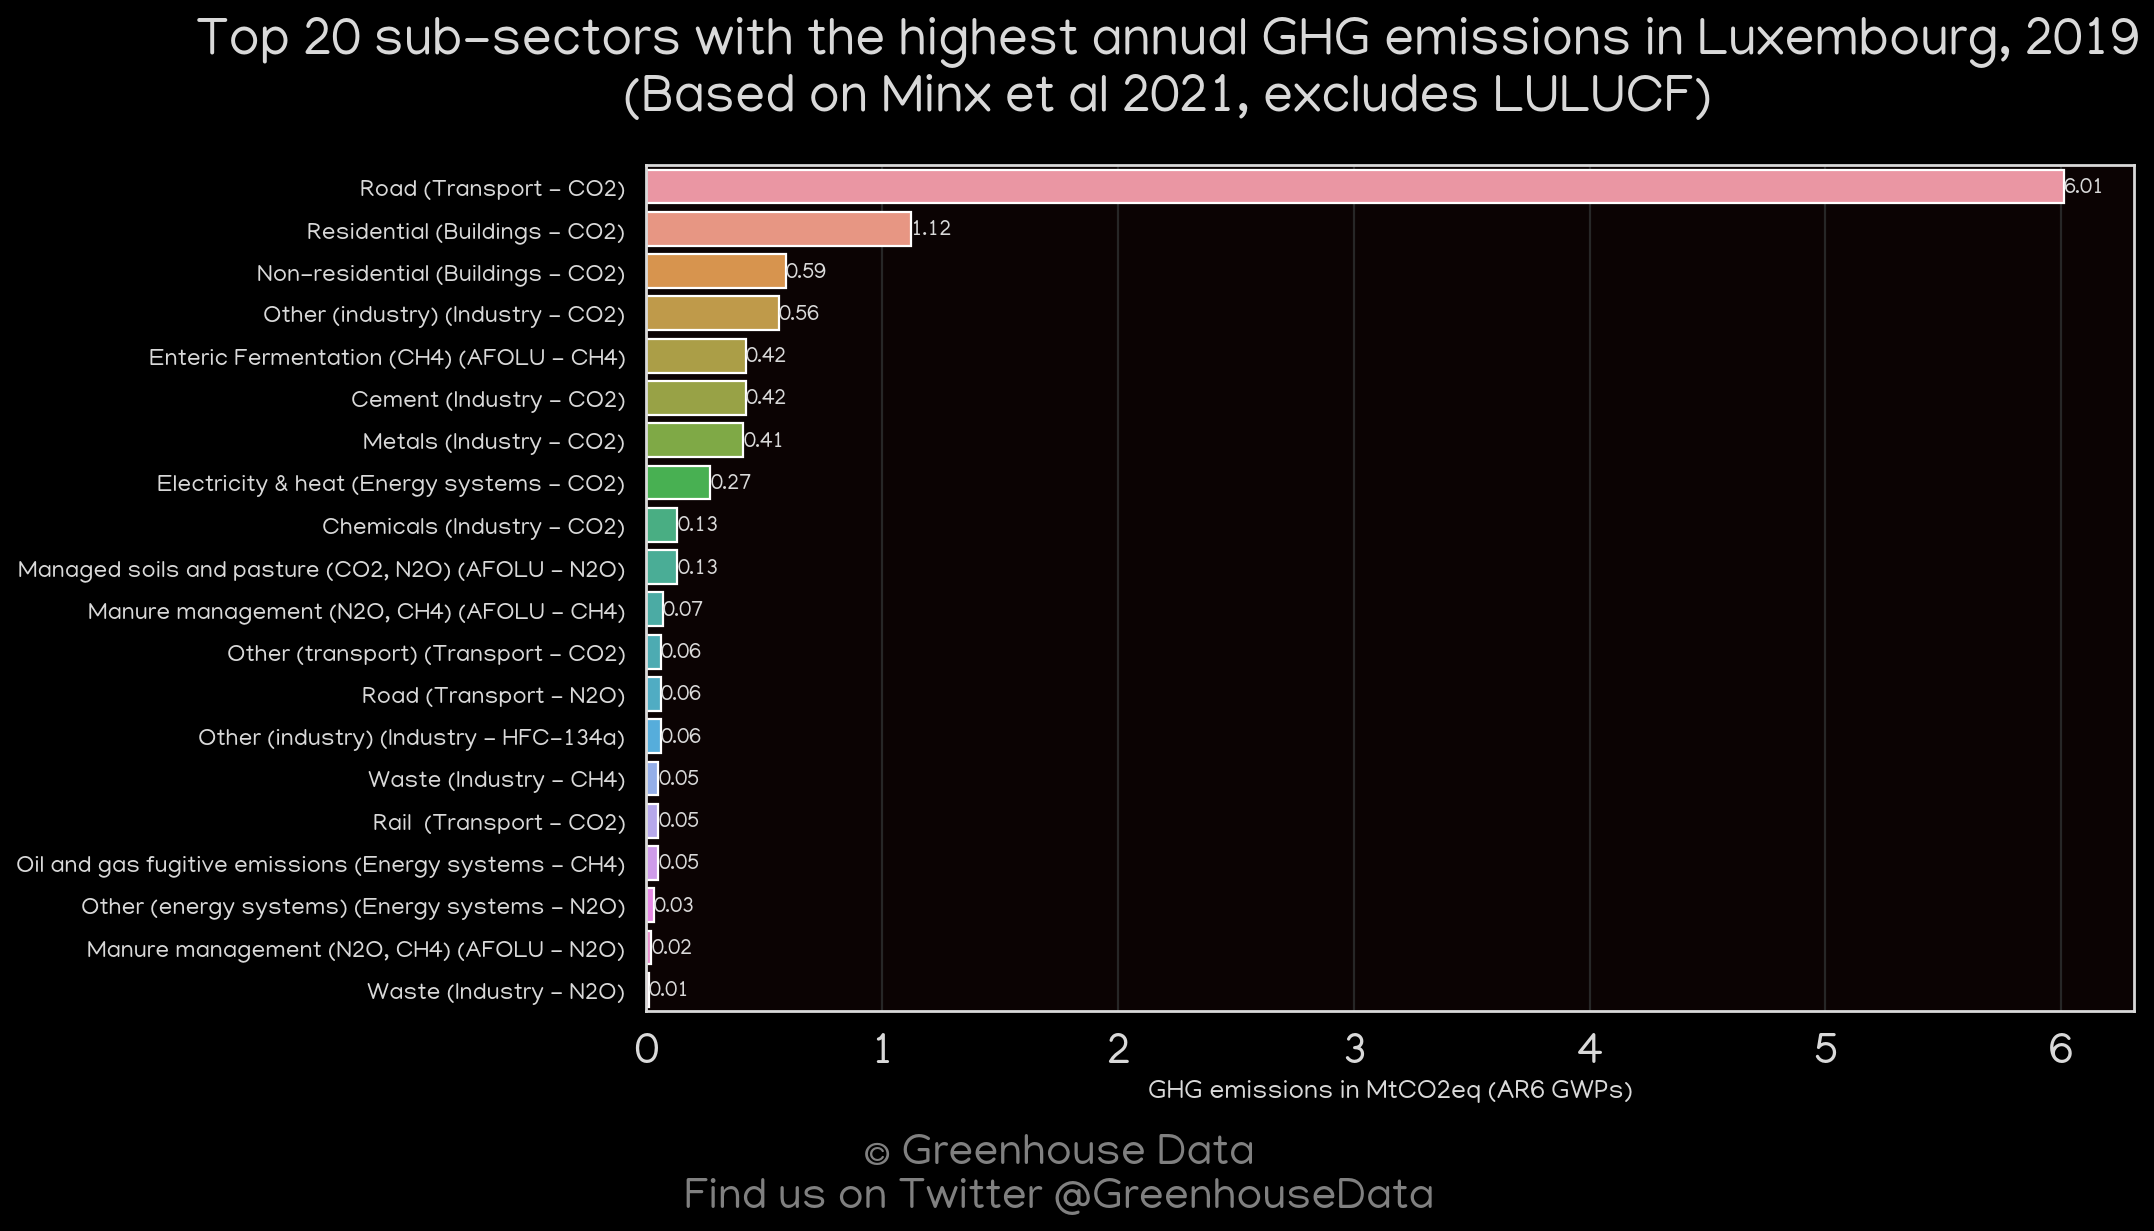 Top 20 sub-sectors with the highest annual GHG emissions in Luxembourg, 2019
(Based on Minx et al 2021, excludes LULUCF)
Road (Transport - CO2) 6.01
Residential (Buildings - CO2) 1.12
Non-residential (Buildings - CO2) 0.59
Other (industry) (Industry - CO2) 0.56
Enteric Fermentation (CH4) (AFOLU - CH4) 0.42
Cement (Industry - CO2) 0.42
Metals (Industry - CO2) 0.41
Electricity & heat (Energy systems - CO2) 0.27
Chemicals (Industry - CO2) 0.13
Managed soils and pasture (CO2, N2O) (AFOLU - N2O) 0.13
Manure management (N2O, CH4) (AFOLU - CH4) 0.07
Other (transport) (Transport - CO2) 0.06
Road (Transport - N2O) 0.06
Other (industry) (Industry - HFC-134a) 0.06
Waste (Industry - CH4) 0.05
Rail (Transport - CO2) 0.05
Oil and gas fugitive emissions (Energy systems - CH4) 0.05
Other (energy systems) (Energy systems - N2O) 0.03
Manure management (N2O, CH4) (AFOLU - N2O) 0.02
Waste (Industry - N2O) 0.01
0 1 2 3 4 5 6
GHG emissions in MtCO2eq (AR6 GWPs)
© Greenhouse Data
Find us on Twitter @GreenhouseData